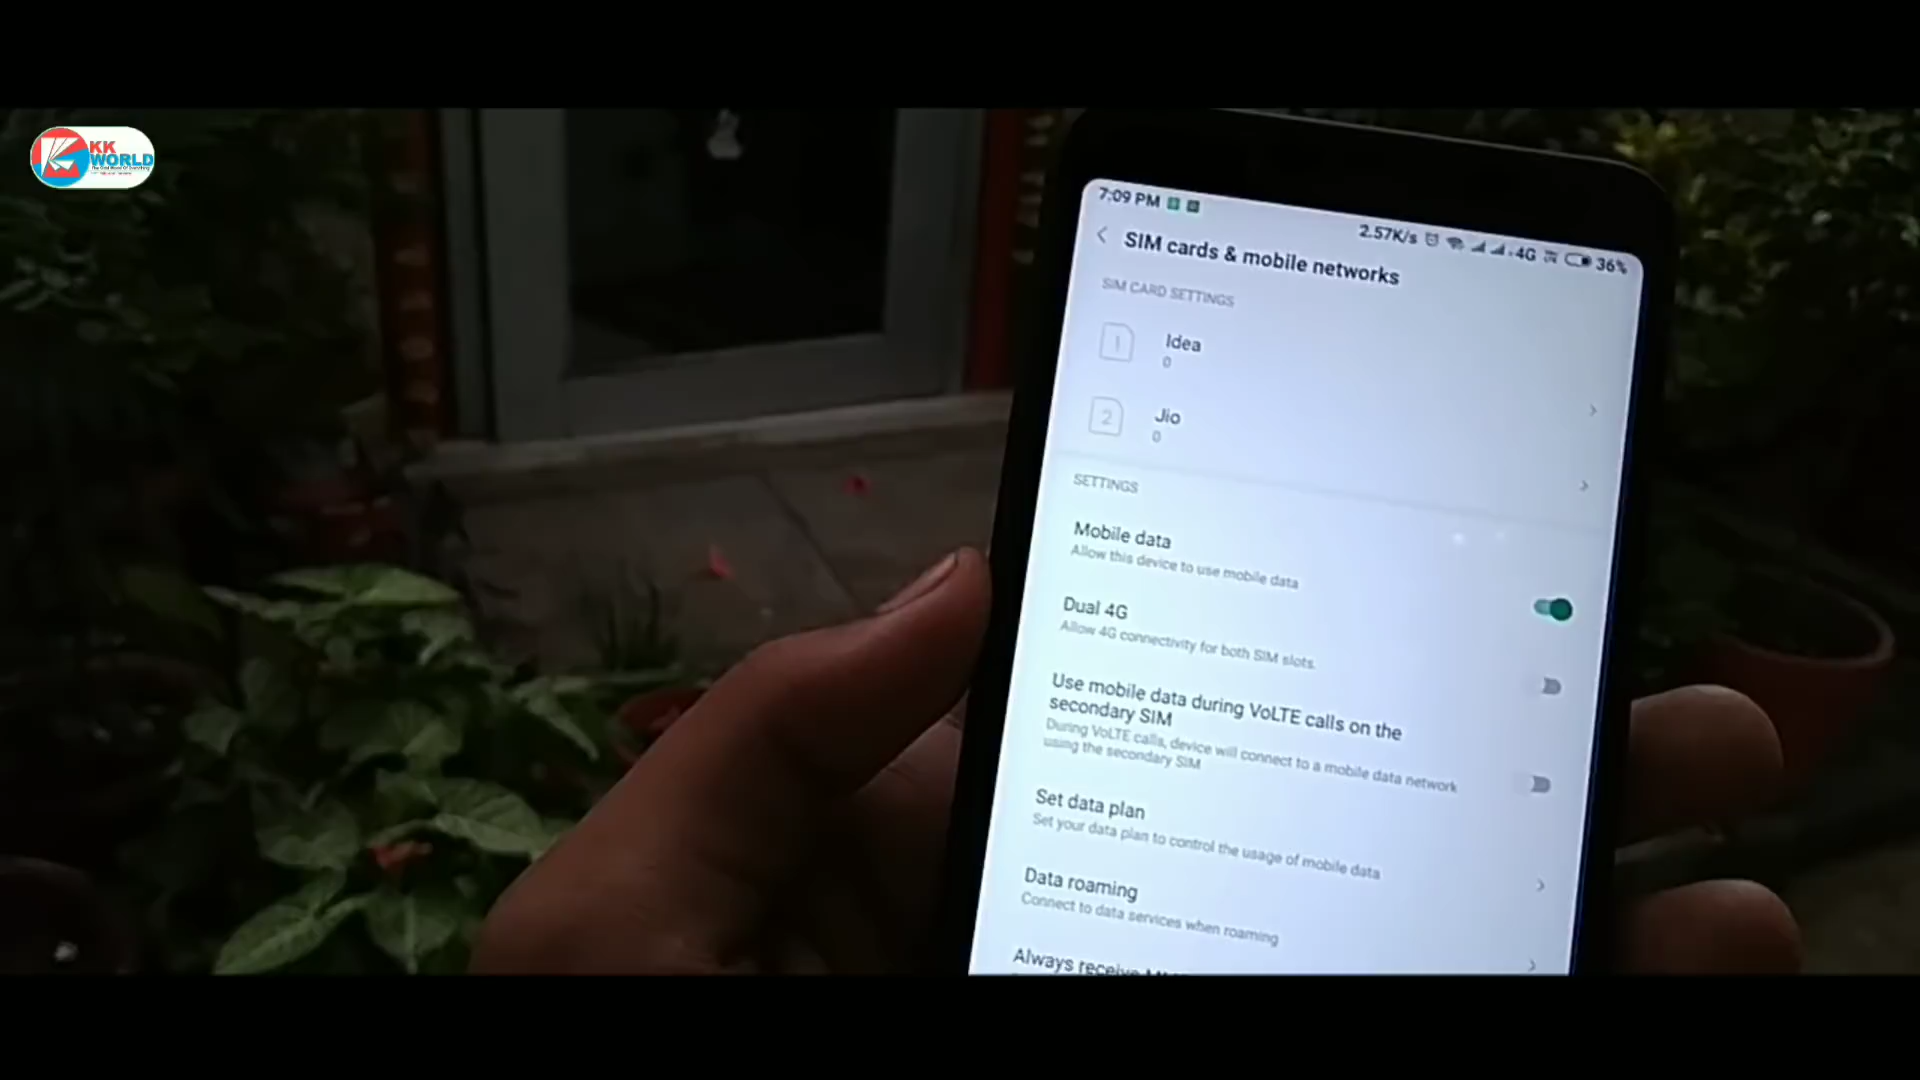 KK
WORLD
7:09 PM
2.57K/s 4G 36%
SIM cards & mobile networks
SIM CARD SETTINGS
1
Idea
0
2
Jio
0
SETTINGS
Mobile data
Allow this device to use mobile data
Dual 4G
Allow 4G connectivity for both SIM slots.
Use mobile data during VoLTE calls on the
secondary SIM
During VoLTE calls, device will connect to a mobile data network
using the secondary SIM
Set data plan
Set your data plan to control the usage of mobile data
Data roaming
Connect to data services when roaming
Always receive